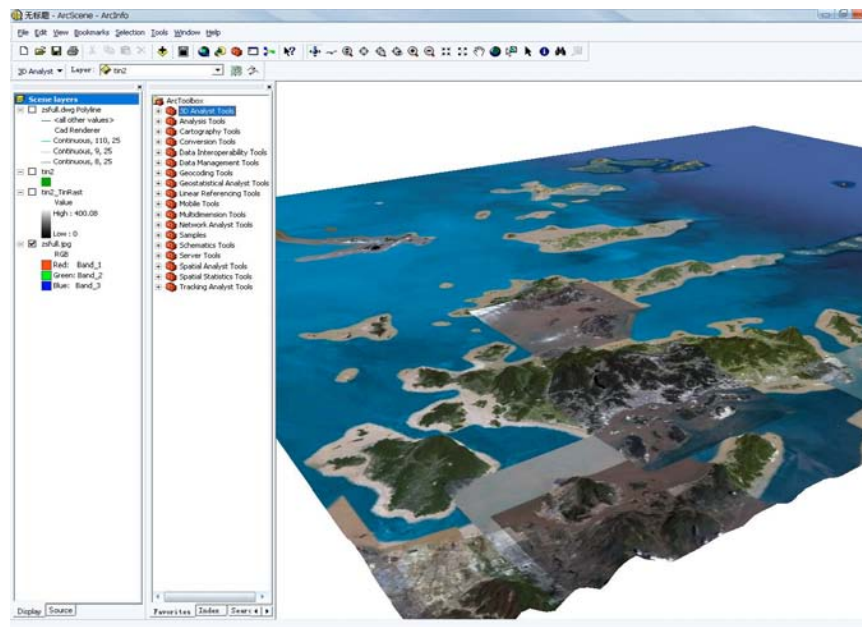 无标题 - ArcScene - ArcInfo
File Edit View Bookmarks Selection Tools Window Help
3D Analyst Layer: tin2
Scene layers
zsfull.dwg Polyline
<all other values>
Cad Renderer
Continuous, 110, 25
Continuous, 9, 25
Continuous, 8, 25
tin2
tin2_TinRast
Value
High : 400.08
Low : 0
zsfull.jpg
RGB
Red: Band_1
Green: Band_2
Blue: Band_3
Display Source
ArcToolbox
3D Analyst Tools
Analysis Tools
Cartography Tools
Conversion Tools
Data Interoperability Tools
Data Management Tools
Geocoding Tools
Geostatistical Analyst Tools
Linear Referencing Tools
Mobile Tools
Multidimension Tools
Network Analyst Tools
Samples
Schematics Tools
Server Tools
Spatial Analyst Tools
Spatial Statistics Tools
Tracking Analyst Tools
Favorites Index Searc